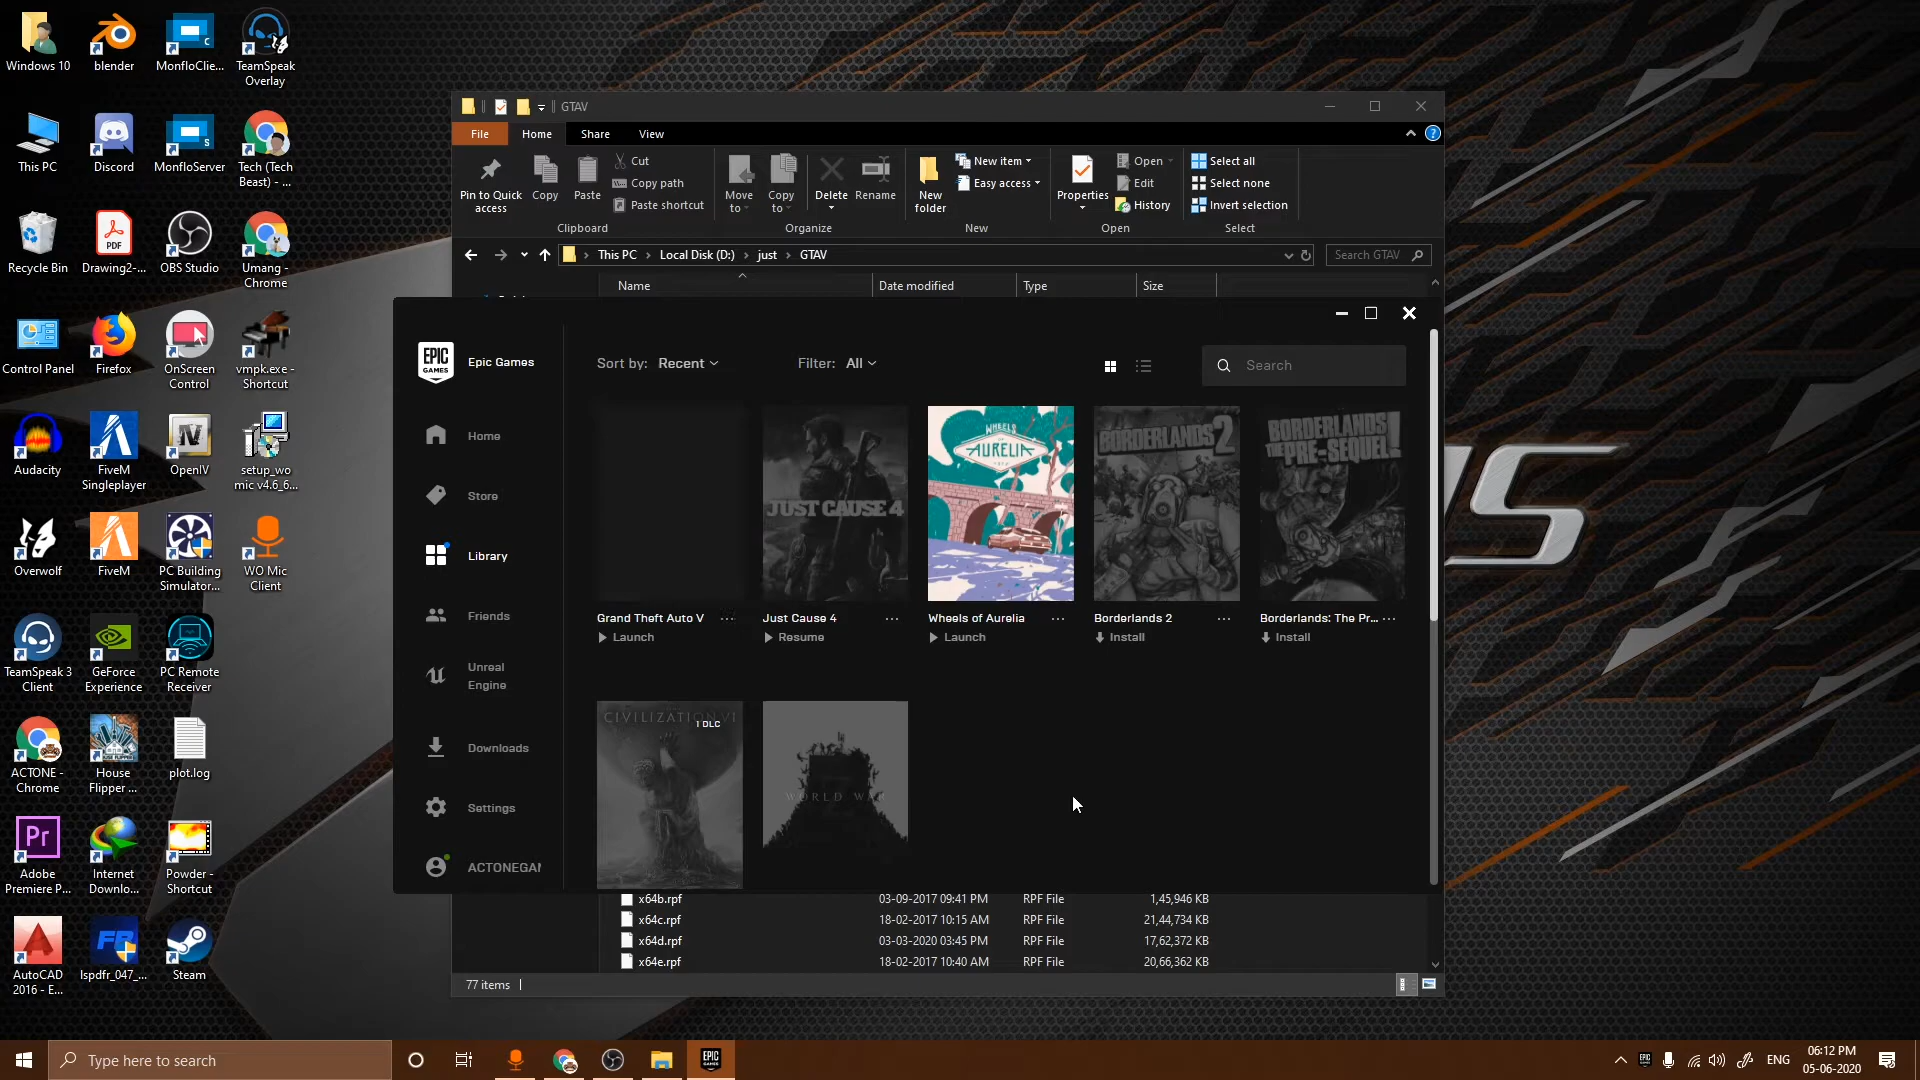 Windows 10
blender
MonfloClie...
TeamSpeak
Overlay
This PC
Discord
MonfloServer
Tech (Tech
Beast) - ...
Recycle Bin
PDF
Drawing2-...
OBS Studio
Umang -
Chrome
Control Panel
Firefox
OnScreen
Control
vmpk.exe -
Shortcut
Audacity
FiveM
Singleplayer
OpenIV
setup_wo
mic v4.6_6...
Overwolf
FiveM
PC Building
Simulator...
WO Mic
Client
TeamSpeak 3
Client
GeForce
Experience
PC Remote
Receiver
ACTONE -
Chrome
House
Flipper ...
plot.log
Pr
Adobe
Premiere P...
Internet
Downlo...
Powder -
Shortcut
AutoCAD
2016 - E...
lspdfr_047_...
Steam
GTAV
File
Home
Share
View
Pin to Quick
access
Copy
Paste
Cut
Copy path
Paste shortcut
Clipboard
Move
to
Copy
to
Delete
Rename
Organize
New
folder
New item
Easy access
New
Properties
Open
Edit
History
Open
Select all
Select none
Invert selection
Select
This PC
Local Disk (D:)
just
GTAV
Search GTAV
Name
Date modified
Type
Size
EPIC
GAMES
Epic Games
Sort by: Recent
Filter: All
Search
Home
Store
Library
Friends
Unreal
Engine
Downloads
Settings
ACTONEGA
JUST CAUSE 4
WHEELS OF
AURELIA
BORDERLANDS 2
BORDERLANDS
THE PRE-SEQUEL!
Grand Theft Auto V ...
Launch
Just Cause 4 ...
Resume
Wheels of Aurelia ...
Launch
Borderlands 2 ...
Install
Borderlands: The Pr... ...
Install
CIVILIZATION VI
1 DLC
WORLD WAR
x64b.rpf 03-09-2017 09:41 PM RPF File 1,45,946 KB
x64c.rpf 18-02-2017 10:15 AM RPF File 21,44,734 KB
x64d.rpf 03-03-2020 03:45 PM RPF File 17,62,372 KB
x64e.rpf 18-02-2017 10:40 AM RPF File 20,66,362 KB
77 items
Type here to search
EPIC
GAMES
ENG
06:12 PM
05-06-2020